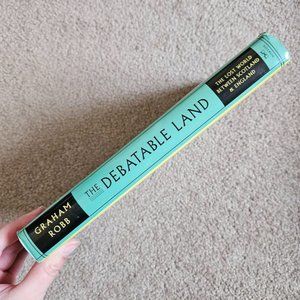 GRAHAM
ROBB
THE DEBATABLE LAND
THE LOST WORLD
BETWEEN SCOTLAND
& ENGLAND